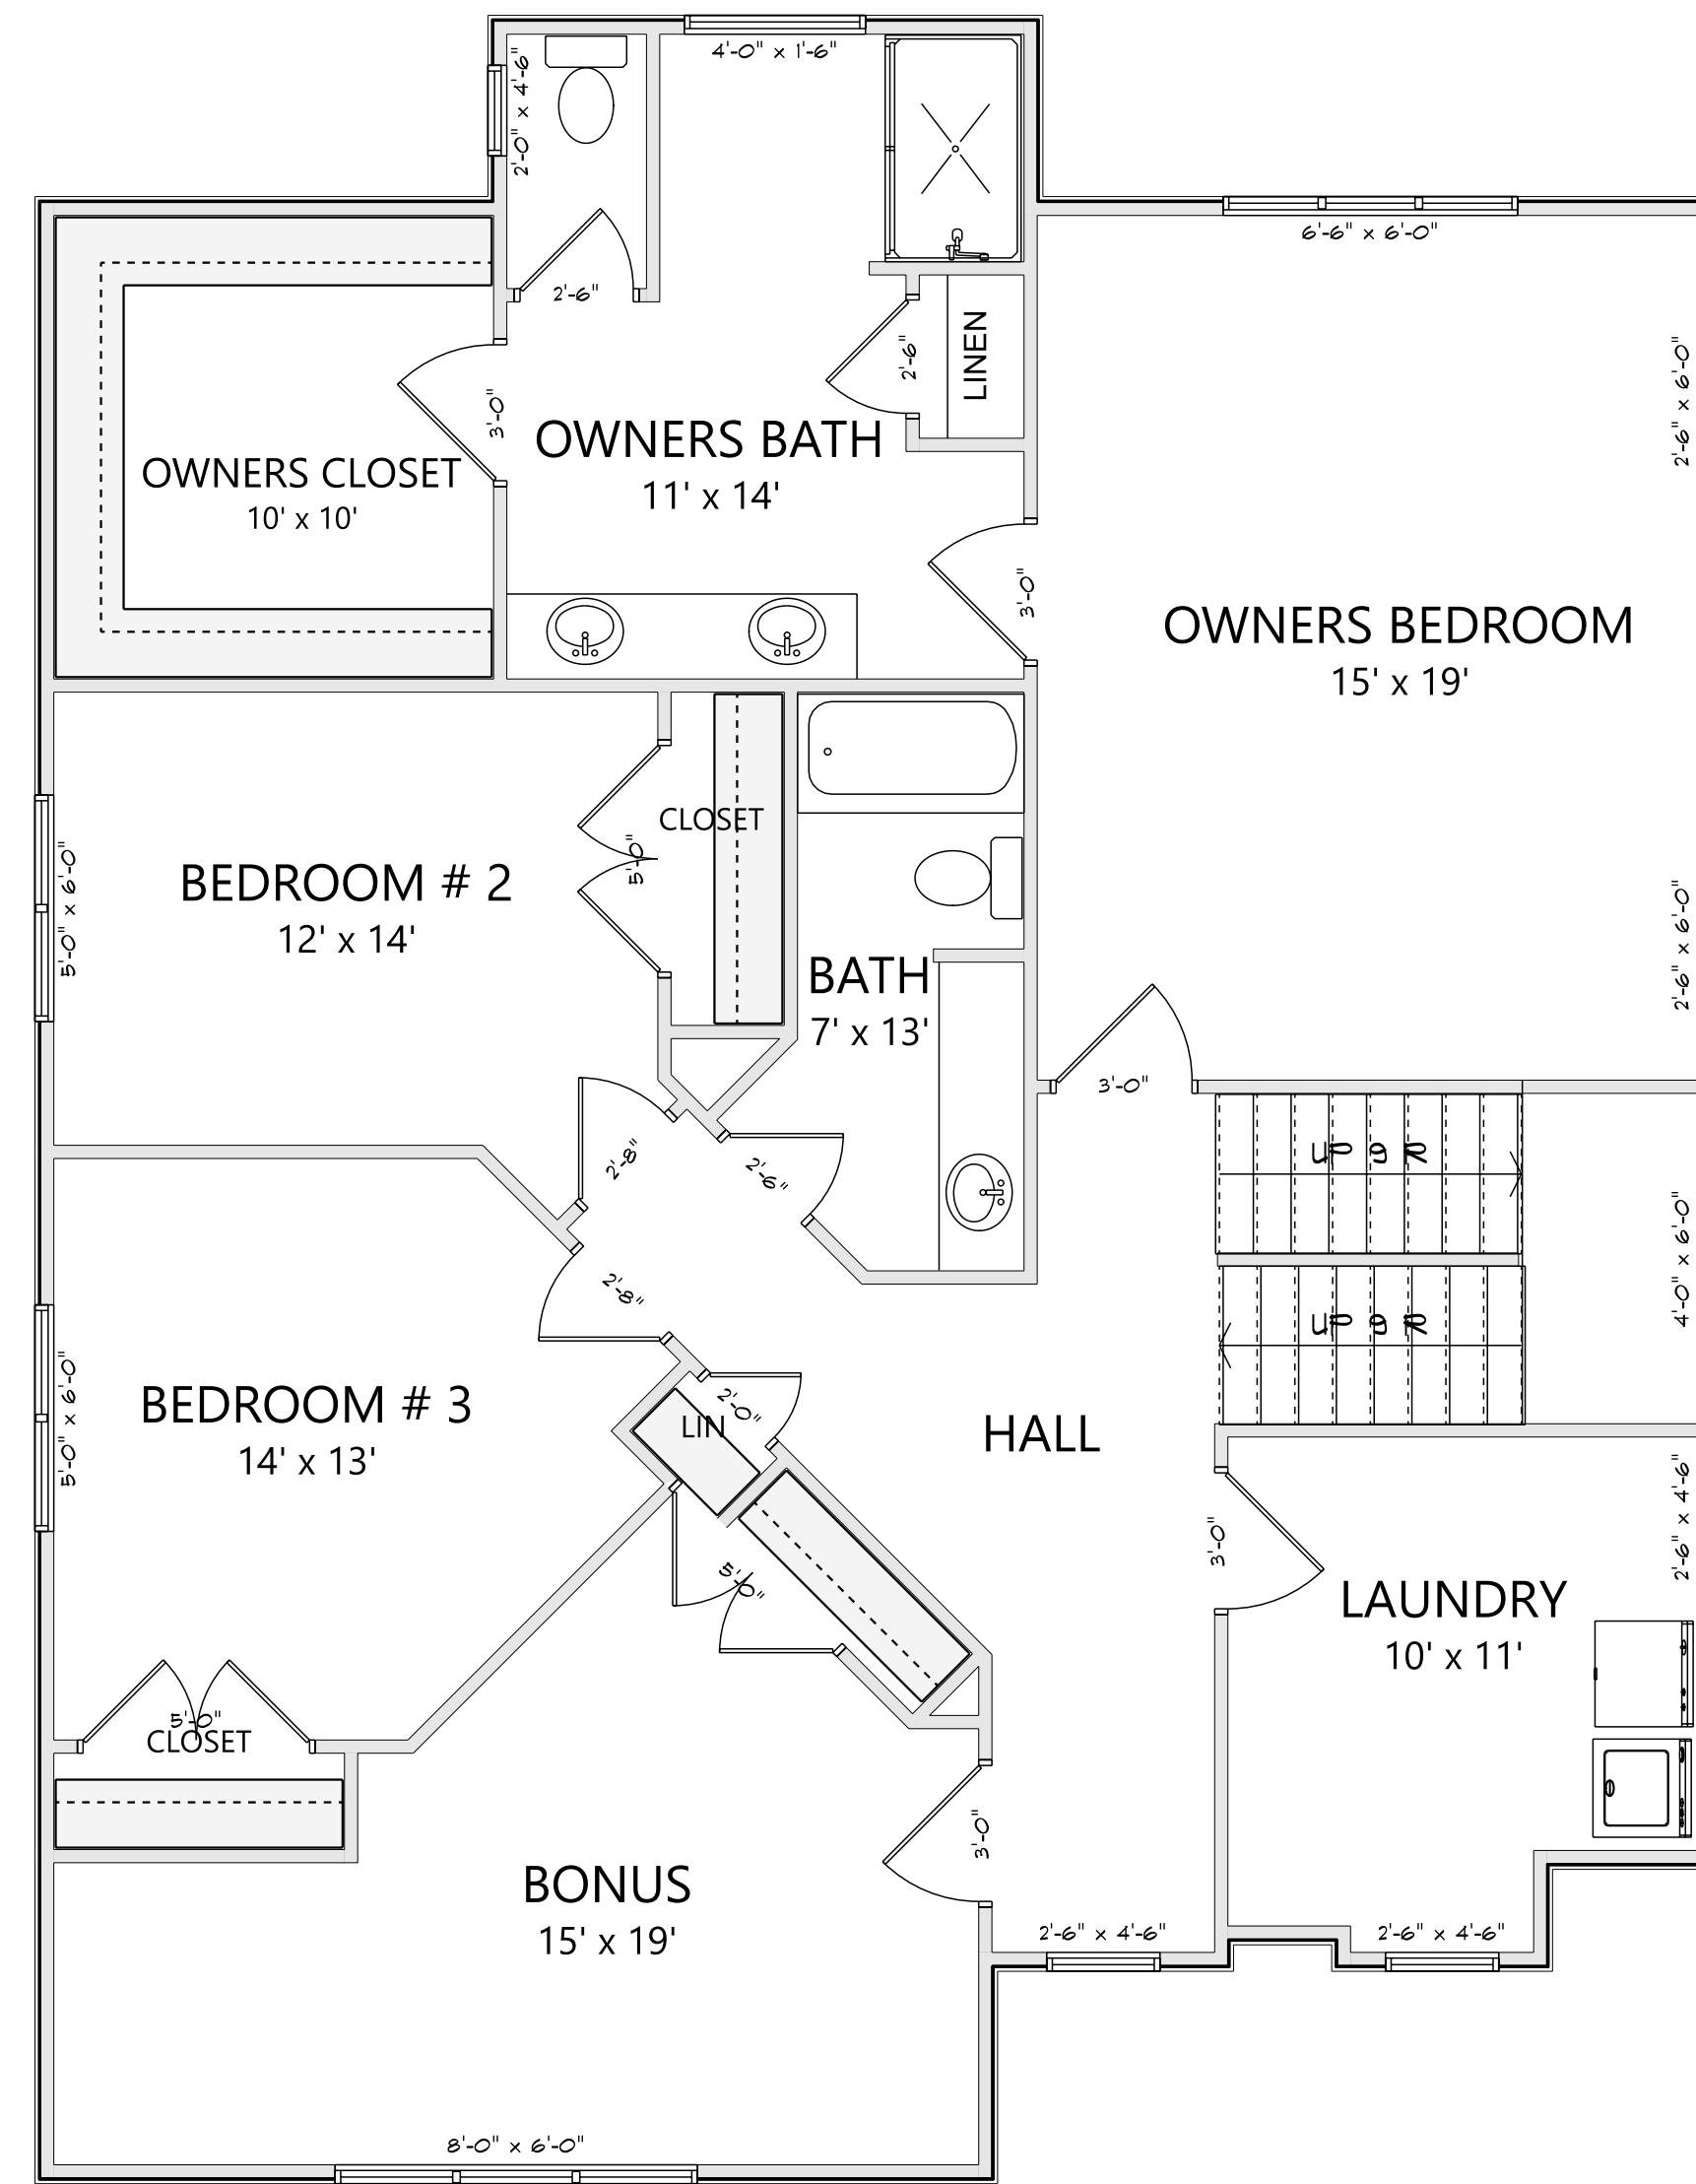 4'-0" x 1'-6"
2'-0" x 4'-6"
6'-6" x 6'-0"
2'-6"
2'-6"
LINEN
2'-6" x 6'-0"
3'-0"
OWNERS BATH
11' x 14'
OWNERS CLOSET
10' x 10'
3'-0"
OWNERS BEDROOM
15' x 19'
CLOSET
5'-0"
5'-0" x 6'-0"
BEDROOM # 2
12' x 14'
2'-6" x 6'-0"
BATH
7' x 13'
3'-0"
2'-8"
2'-6"
4'-0" x 6'-0"
2'-8"
5'-0" x 6'-0"
BEDROOM # 3
14' x 13'
2'-0"
LIN
HALL
3'-0"
2'-6" x 4'-6"
5'-0"
LAUNDRY
10' x 11'
5'-0"
CLOSET
3'-0"
BONUS
15' x 19'
2'-6" x 4'-6"
2'-6" x 4'-6"
8'-0" x 6'-0"